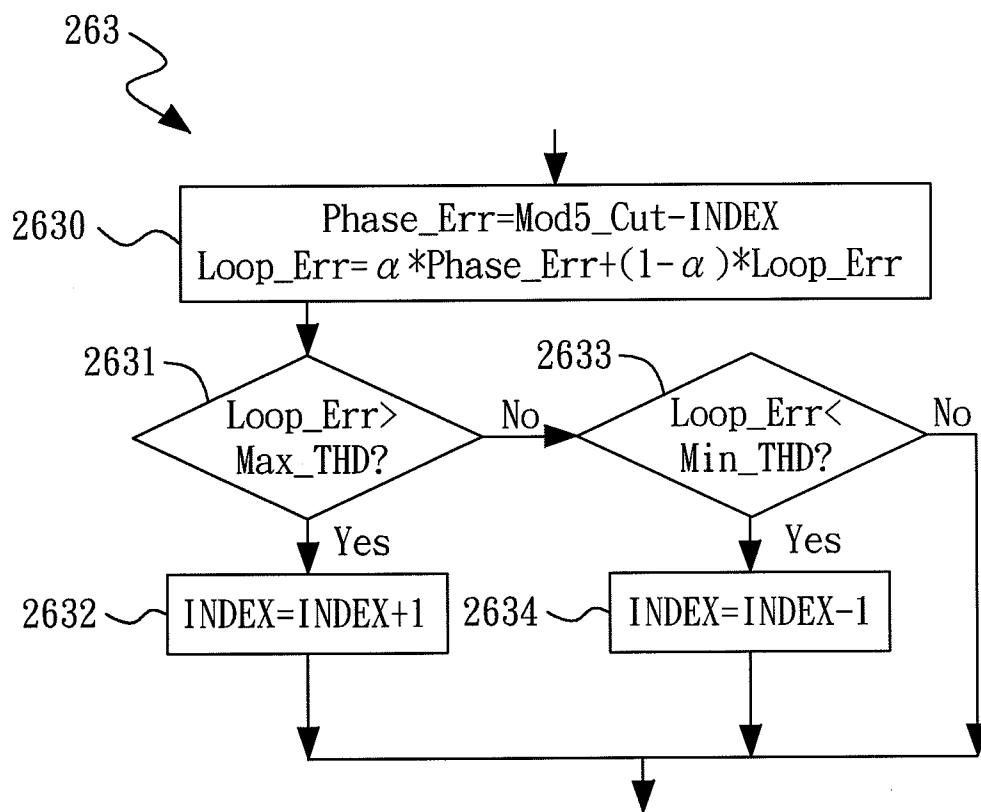 263
2630
Phase_Err=Mod5_Cut-INDEX
Loop_Err=α*Phase_Err+(1-α)*Loop_Err
2631
2633
Loop_Err>
Max_THD?
No
Loop_Err<
Min_THD?
No
Yes
Yes
2632
INDEX=INDEX+1
2634
INDEX=INDEX-1